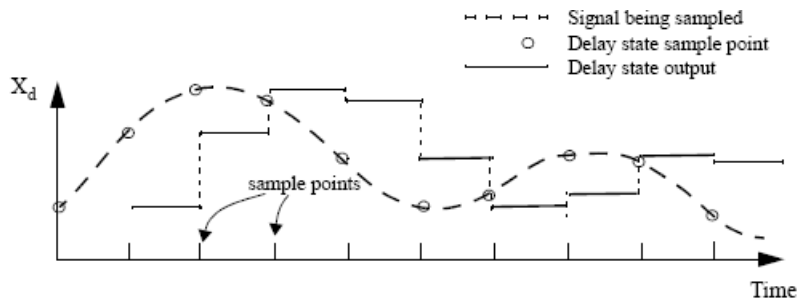 Signal being sampled
Delay state sample point
Delay state output
X_d
sample points
Time